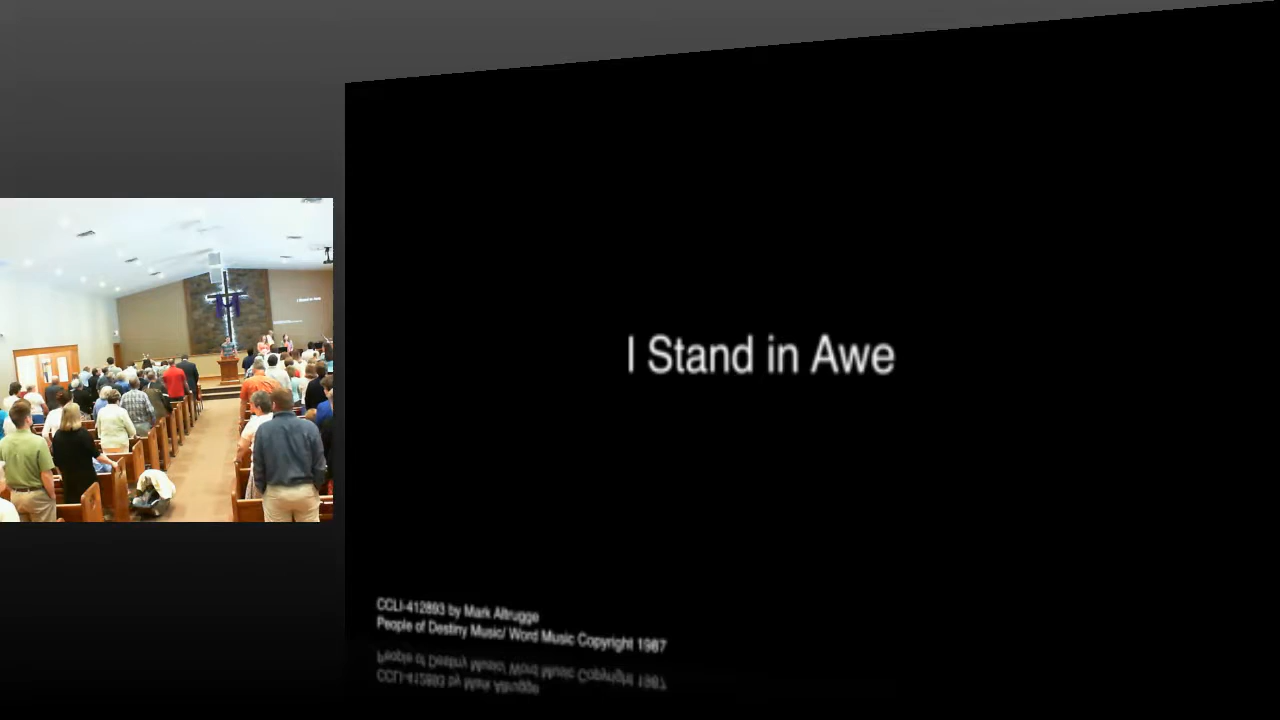 I Stand in Awe
CCLI-412893 by Mark Altrugge
People of Destiny Music/ Word Music Copyright 1987